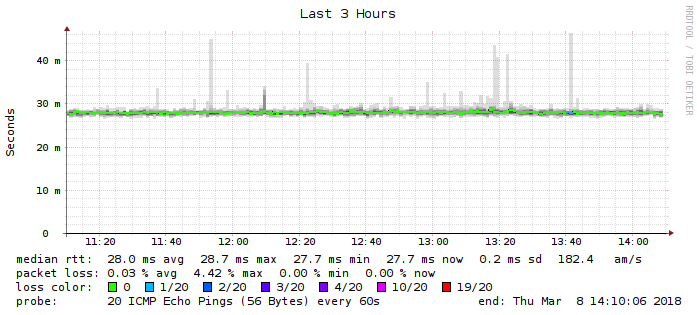 Last 3 Hours
RRDTOOL / TOBI OETIKER
Seconds
40 m
30 m
20 m
10 m
0
11:20 11:40 12:00 12:20 12:40 13:00 13:20 13:40 14:00
median rtt: 28.0 ms avg 28.7 ms max 27.7 ms min 27.7 ms now 0.2 ms sd 182.4 am/s
packet loss: 0.03 % avg 4.42 % max 0.00 % min 0.00 % now
loss color: 0 1/20 2/20 3/20 4/20 10/20 19/20
probe: 20 ICMP Echo Pings (56 Bytes) every 60s end: Thu Mar 8 14:10:06 2018